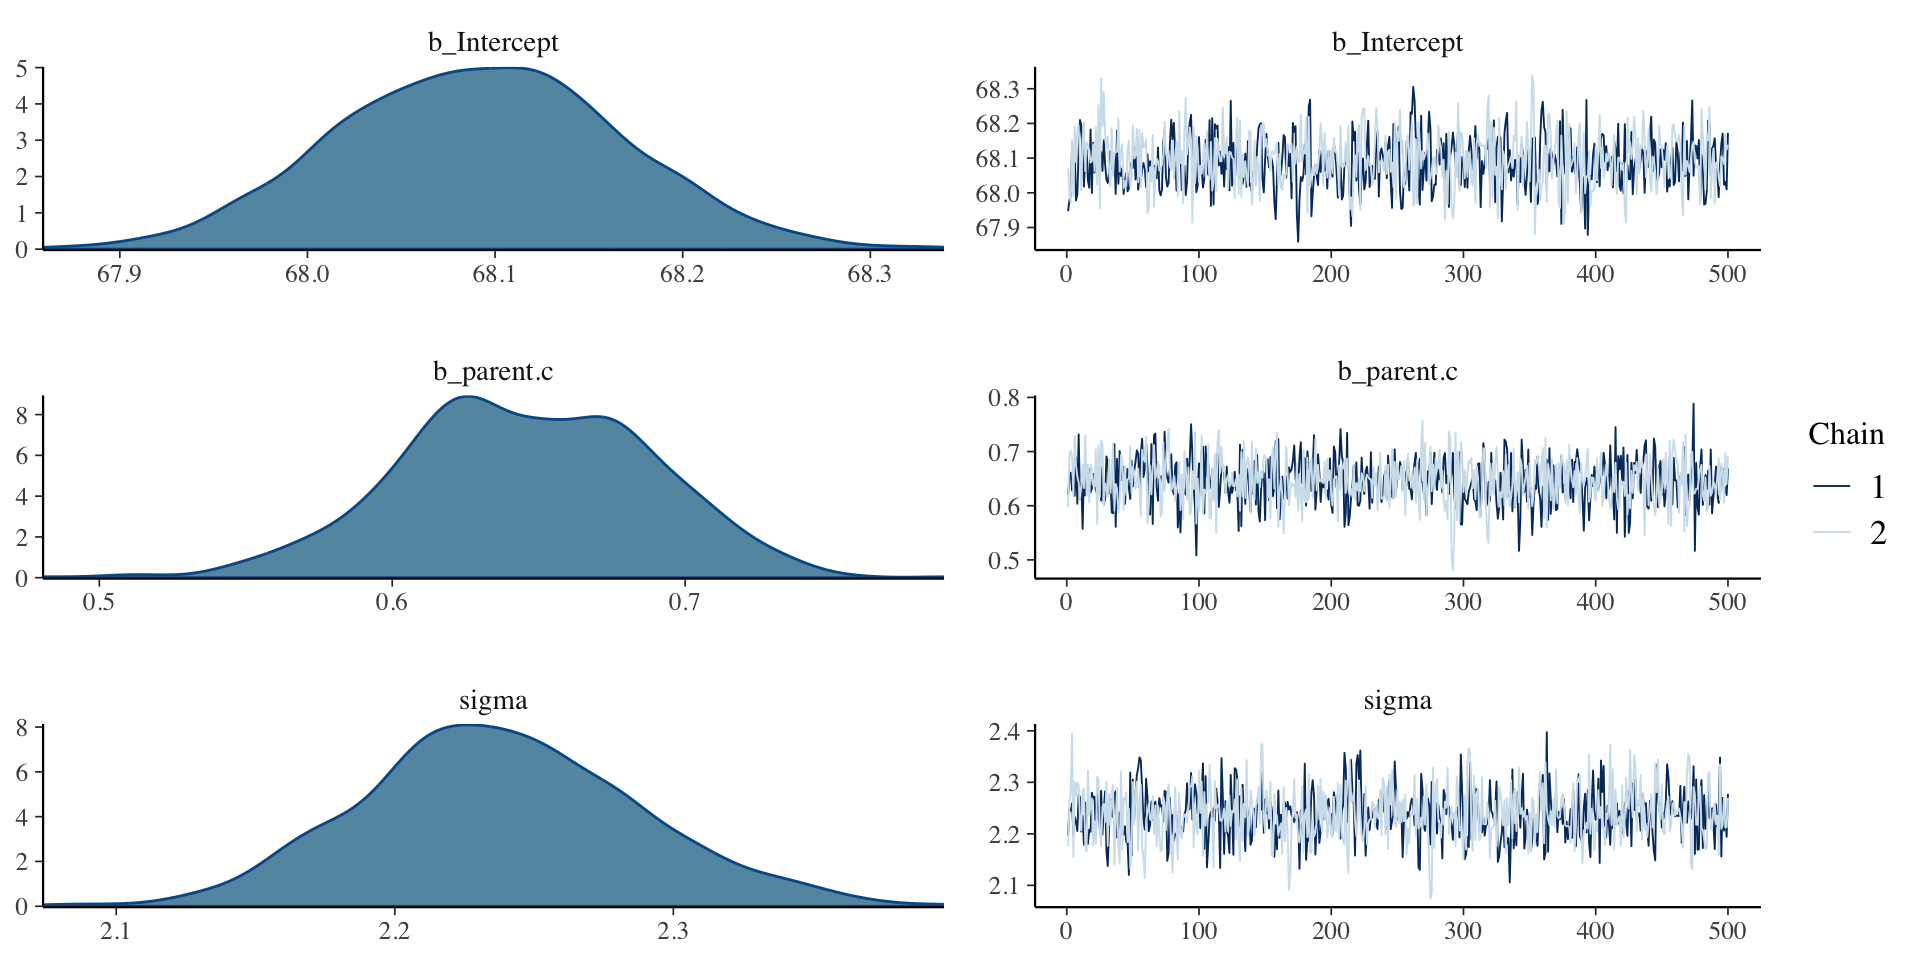 b_Intercept
5
4
3
2
1
0
67.9 68.0 68.1 68.2 68.3
b_Intercept
68.3
68.2
68.1
68.0
67.9
0 100 200 300 400 500
b_parent.c
8
6
4
2
0
0.5 0.6 0.7
b_parent.c
0.8
0.7
0.6
0.5
0 100 200 300 400 500
sigma
8
6
4
2
0
2.1 2.2 2.3
sigma
2.4
2.3
2.2
2.1
0 100 200 300 400 500
Chain
1
2